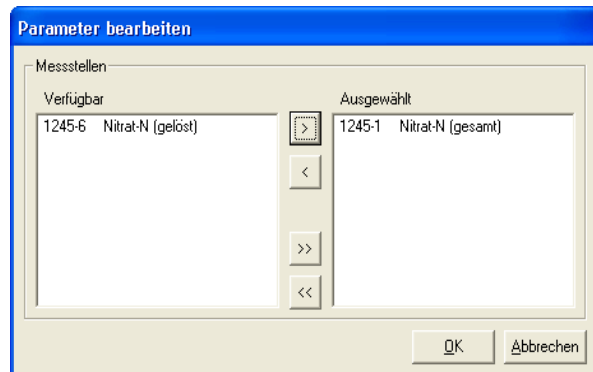 Parameter bearbeiten
Messstellen
Verfügbar
Ausgewählt
1245-6 Nitrat-N (gelöst)
>
1245-1 Nitrat-N (gesamt)
<
>>
<<
OK
Abbrechen